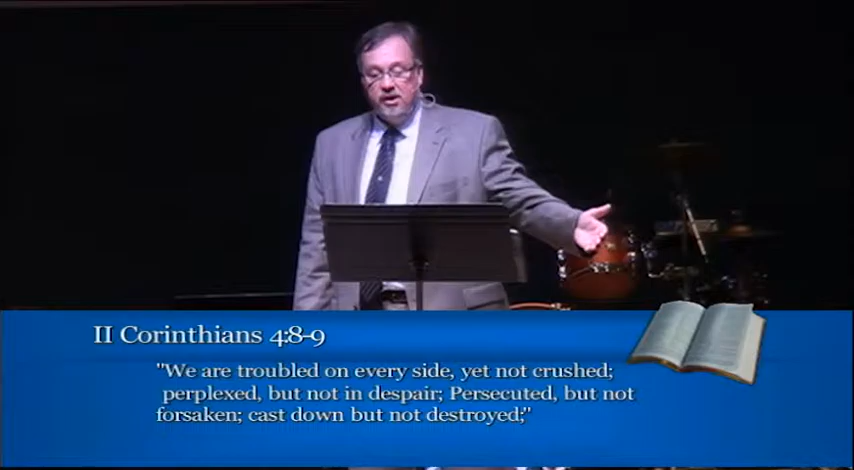 II Corinthians 4:8-9
"We are troubled on every side, yet not crushed;
perplexed, but not in despair; Persecuted, but not
forsaken; cast down but not destroyed;"